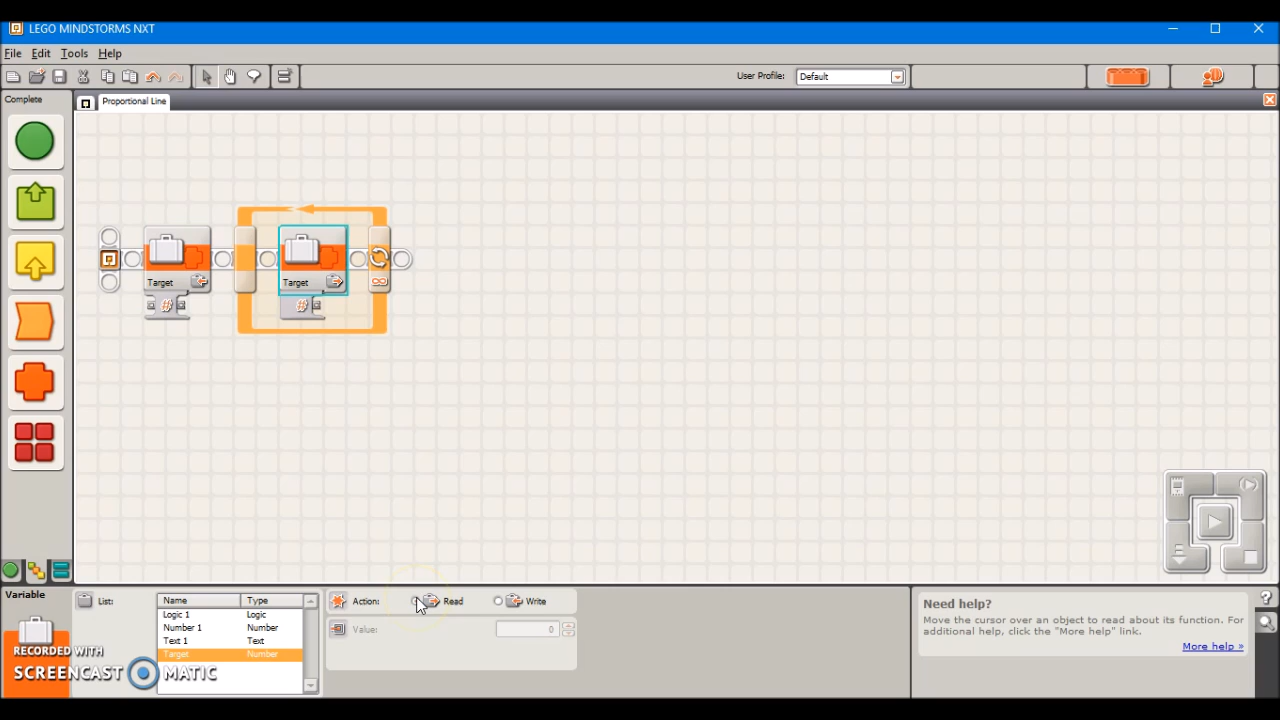 LEGO MINDSTORMS NXT
File Edit Tools Help
User Profile: Default
Complete
Proportional Line
Target
#
Target
#
Variable
List:
Name Type
Logic 1 Logic
Number 1 Number
Text 1 Text
Target Number
Action: Read Write
Value: 0
Need help?
Move the cursor over an object to read about its function. For
additional help, click the "More help" link.
More help »
RECORDED WITH
SCREENCAST MATIC